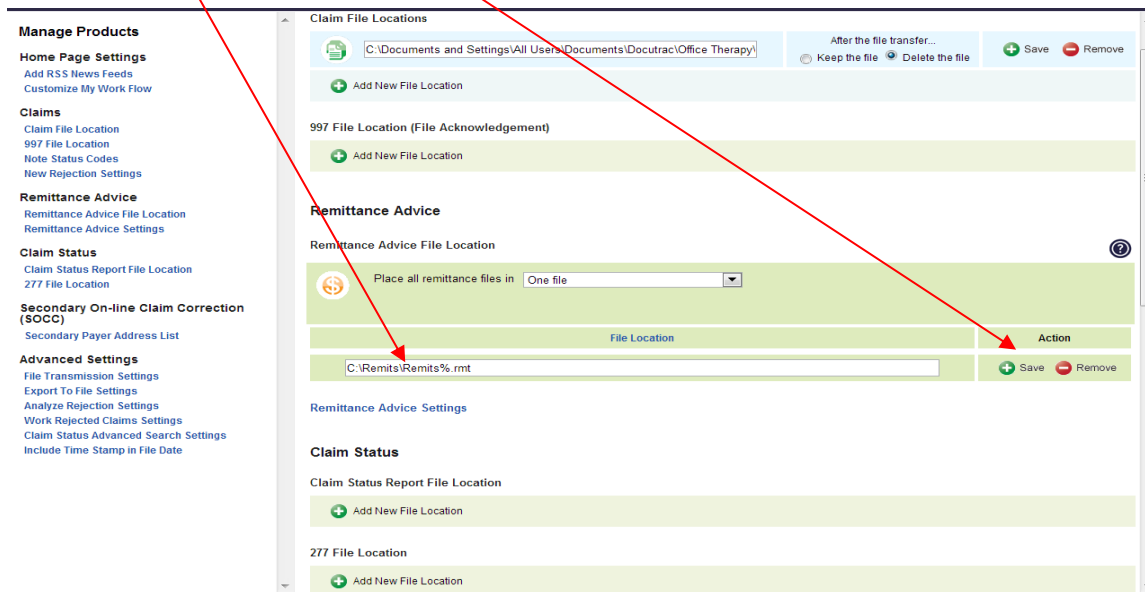 Manage Products
Home Page Settings
Add RSS News Feeds
Customize My Work Flow
Claims
Claim File Location
997 File Location
Note Status Codes
New Rejection Settings
Remittance Advice
Remittance Advice File Location
Remittance Advice Settings
Claim Status
Claim Status Report File Location
277 File Location
Secondary On-line Claim Correction
(SOCC)
Secondary Payer Address List
Advanced Settings
File Transmission Settings
Export To File Settings
Analyze Rejection Settings
Work Rejected Claims Settings
Claim Status Advanced Search Settings
Include Time Stamp in File Date
Claim File Locations
C:\Documents and Settings\All Users\Documents\Docutrac\Office Therapy\
After the file transfer...
Keep the file Delete the file
Save Remove
Add New File Location
997 File Location (File Acknowledgement)
Add New File Location
Remittance Advice
Remittance Advice File Location
?
Place all remittance files in One file
File Location Action
C:\Remits\Remits%.rmt Save Remove
Remittance Advice Settings
Claim Status
Claim Status Report File Location
Add New File Location
277 File Location
Add New File Location